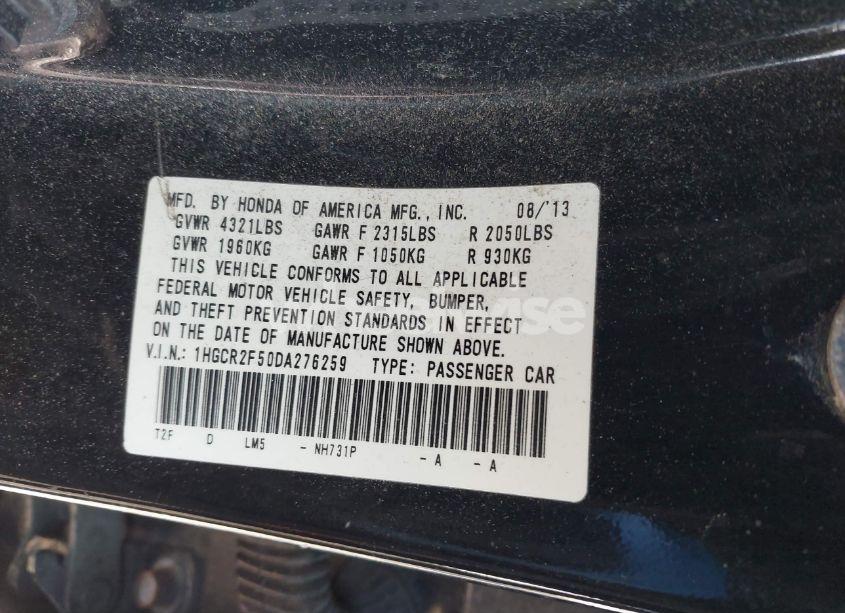 MFD. BY HONDA OF AMERICA MFG., INC. 08/'13
GVWR 4321LBS GAWR F 2315LBS R 2050LBS
GVWR 1960KG GAWR F 1050KG R 930KG
THIS VEHICLE CONFORMS TO ALL APPLICABLE
FEDERAL MOTOR VEHICLE SAFETY, BUMPER,
AND THEFT PREVENTION STANDARDS IN EFFECT
ON THE DATE OF MANUFACTURE SHOWN ABOVE.
V.I.N.: 1HGCR2F50DA276259 TYPE: PASSENGER CAR
T2F D LM5 - NH731P - A - A